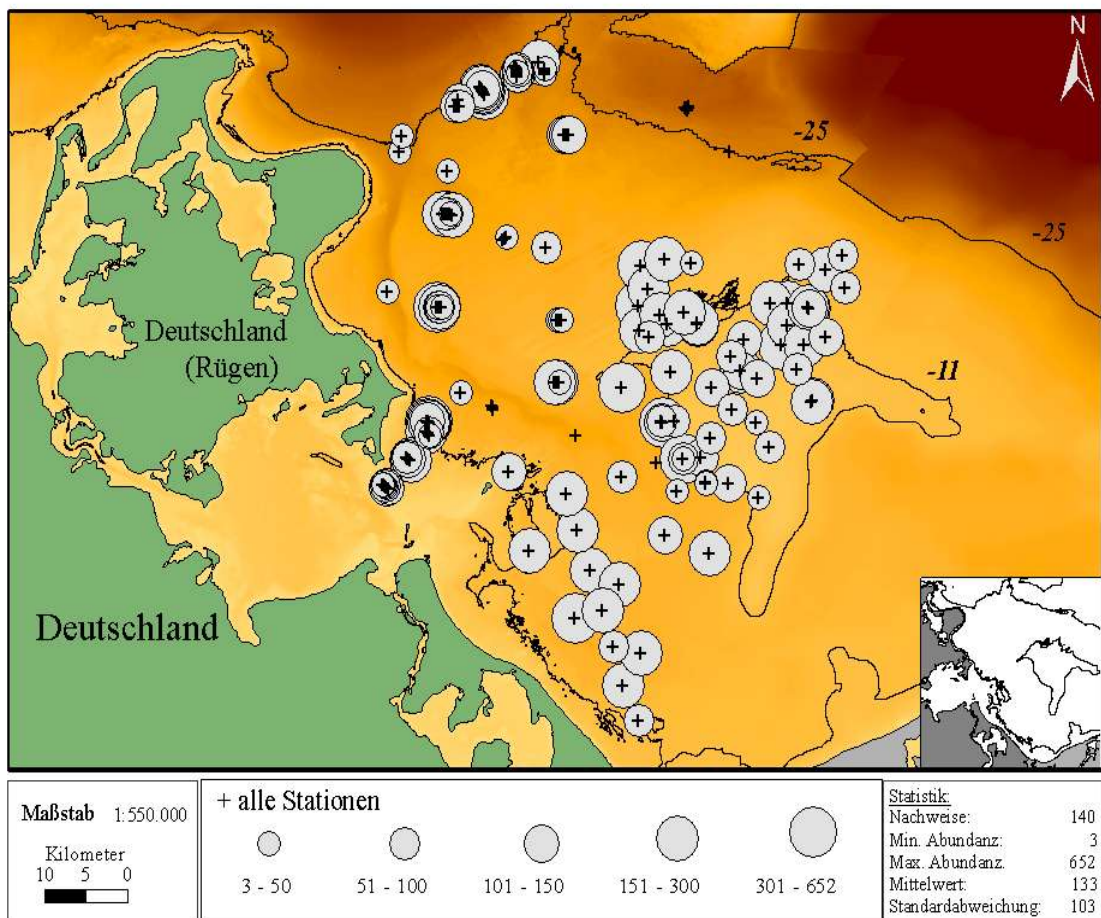 N
-25
-25
-11
Deutschland
(Rügen)
Deutschland
Maßstab 1:550.000
Kilometer
10 5 0
+ alle Stationen
3 - 50
51 - 100
101 - 150
151 - 300
301 - 652
Statistik:
Nachweise: 140
Min. Abundanz: 3
Max. Abundanz. 652
Mittelwert: 133
Standardabweichung: 103